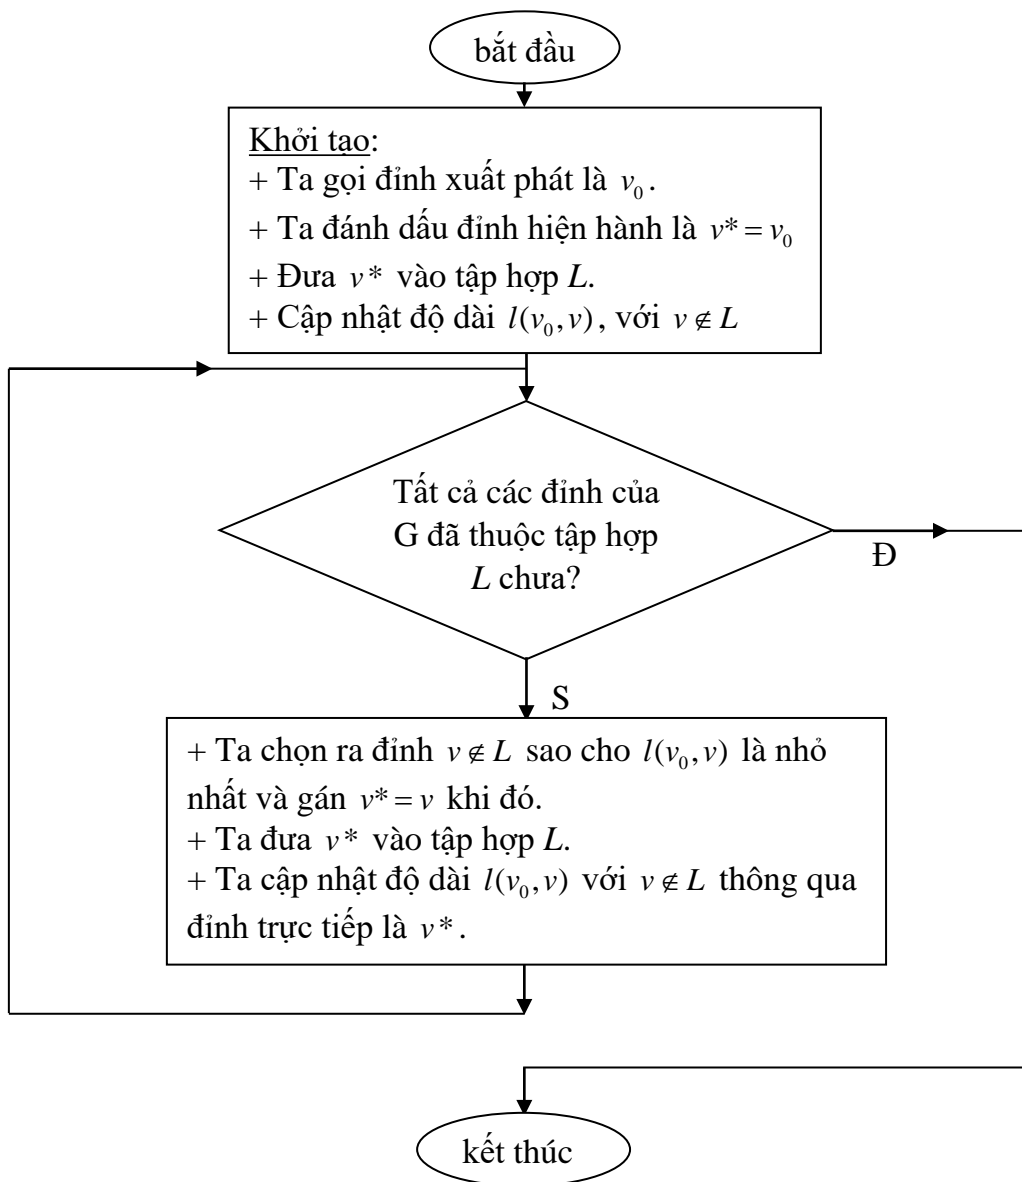 bắt đầu
Khởi tạo:
+ Ta gọi đỉnh xuất phát là v₀.
+ Ta đánh dấu đỉnh hiện hành là v* = v₀
+ Đưa v* vào tập hợp L.
+ Cập nhật độ dài l(v₀,v), với v ∉ L
Tất cả các đỉnh của
G đã thuộc tập hợp
L chưa?
Đ
S
+ Ta chọn ra đỉnh v ∉ L sao cho l(v₀,v) là nhỏ
nhất và gán v* = v khi đó.
+ Ta đưa v* vào tập hợp L.
+ Ta cập nhật độ dài l(v₀,v) với v ∉ L thông qua
đỉnh trực tiếp là v*.
kết thúc